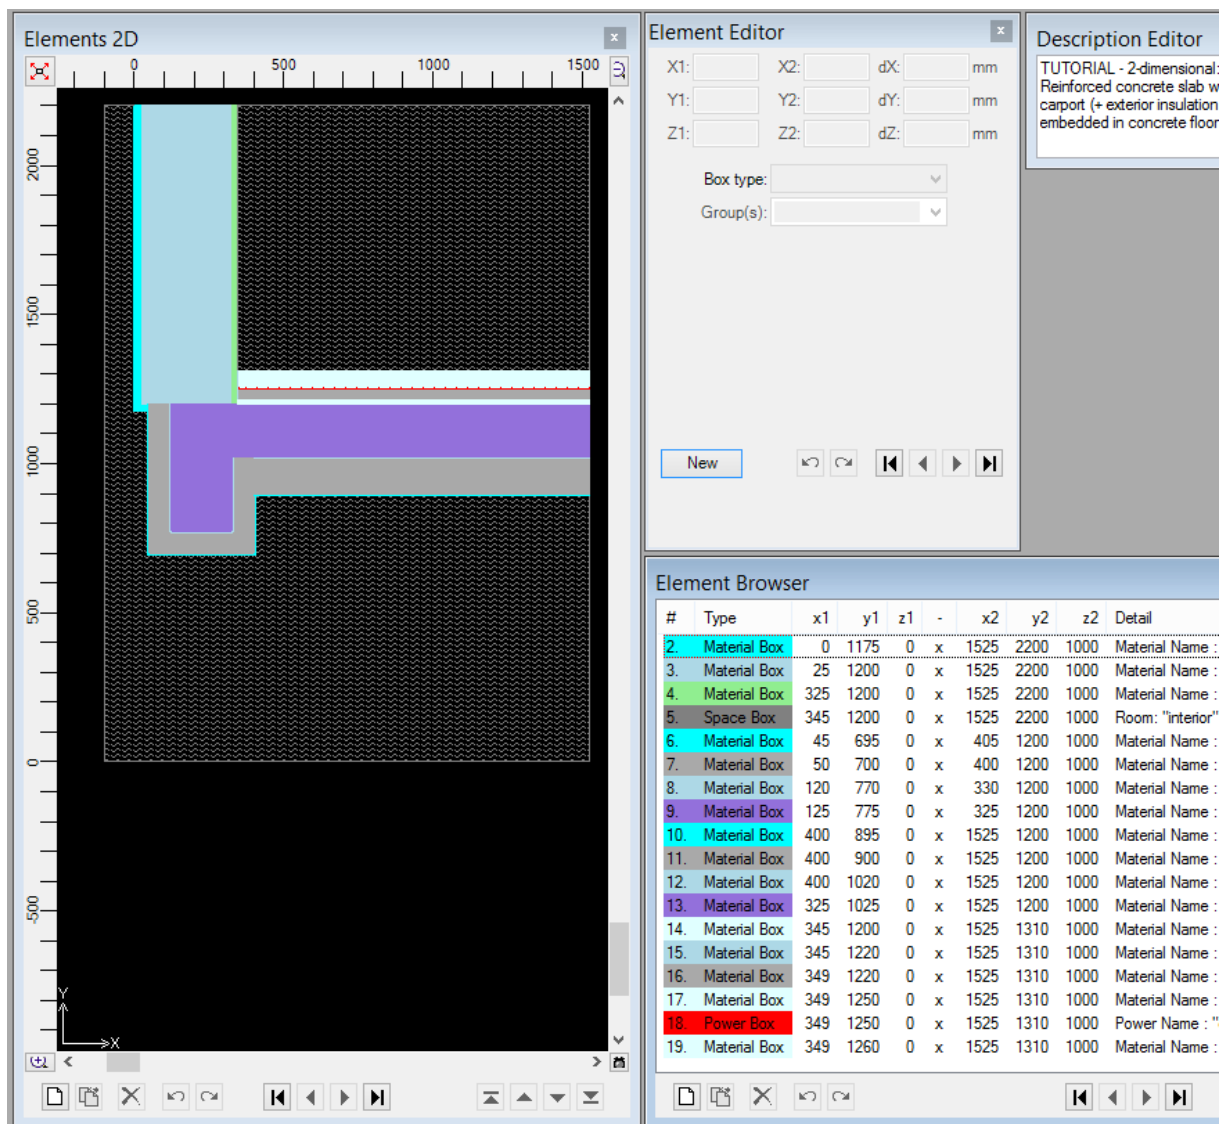 Elements 2D
0 500 1000 1500
2000
1500
1000
500
0
-500
Y
X
Element Editor
X1: X2: dX: mm
Y1: Y2: dY: mm
Z1: Z2: dZ: mm
Box type:
Group(s):
New
Description Editor
TUTORIAL - 2-dimensional:
Reinforced concrete slab w
carport (+ exterior insulation
embedded in concrete floor
Element Browser
# Type x1 y1 z1 - x2 y2 z2 Detail
2. Material Box 0 1175 0 x 1525 2200 1000 Material Name :
3. Material Box 25 1200 0 x 1525 2200 1000 Material Name :
4. Material Box 325 1200 0 x 1525 2200 1000 Material Name :
5. Space Box 345 1200 0 x 1525 2200 1000 Room: "interior"
6. Material Box 45 695 0 x 405 1200 1000 Material Name :
7. Material Box 50 700 0 x 400 1200 1000 Material Name :
8. Material Box 120 770 0 x 330 1200 1000 Material Name :
9. Material Box 125 775 0 x 325 1200 1000 Material Name :
10. Material Box 400 895 0 x 1525 1200 1000 Material Name :
11. Material Box 400 900 0 x 1525 1200 1000 Material Name :
12. Material Box 400 1020 0 x 1525 1200 1000 Material Name :
13. Material Box 325 1025 0 x 1525 1200 1000 Material Name :
14. Material Box 345 1200 0 x 1525 1310 1000 Material Name :
15. Material Box 345 1220 0 x 1525 1310 1000 Material Name :
16. Material Box 349 1220 0 x 1525 1310 1000 Material Name :
17. Material Box 349 1250 0 x 1525 1310 1000 Material Name :
18. Power Box 349 1250 0 x 1525 1310 1000 Power Name : "
19. Material Box 349 1260 0 x 1525 1310 1000 Material Name :